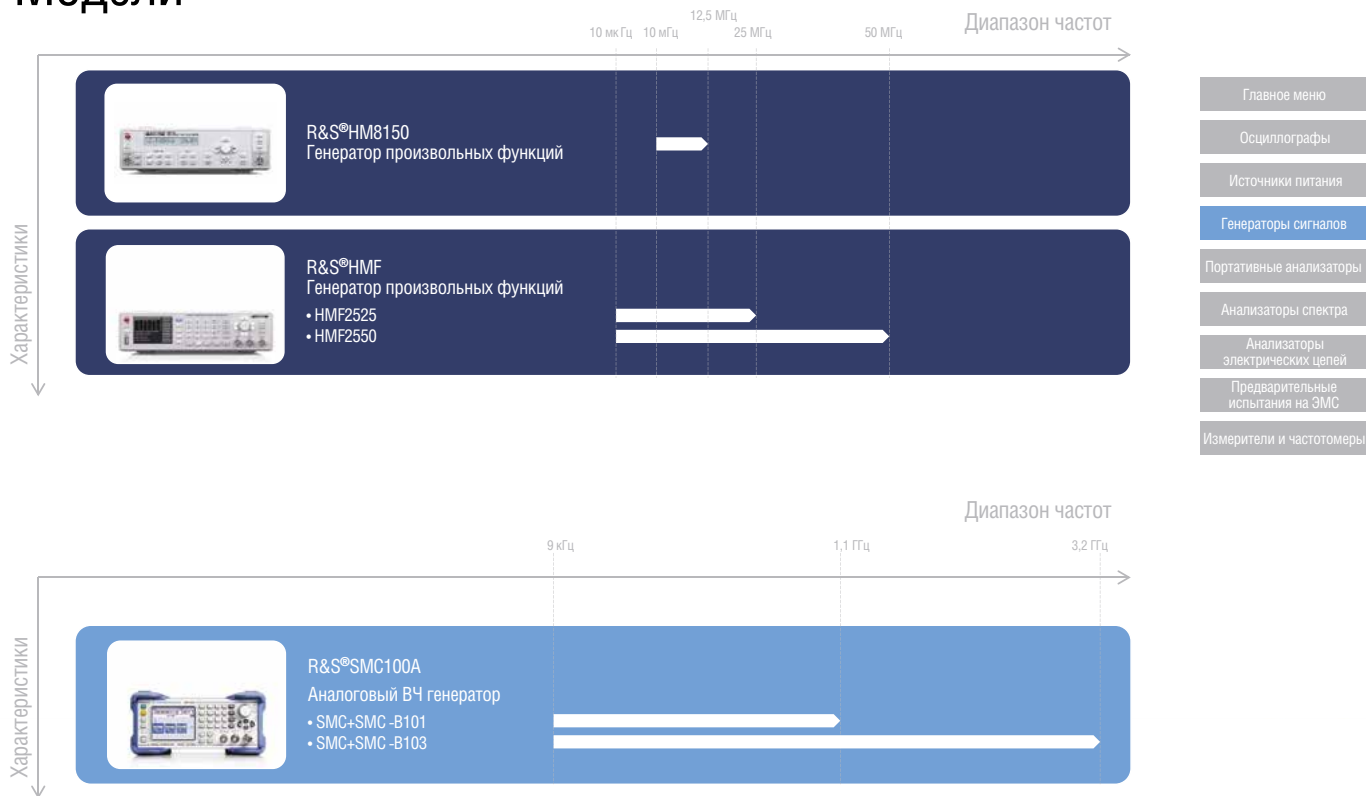 Модели
12,5 МГц
10 мкГц 10 мГц 25 МГц 50 МГц
Диапазон частот
Характеристики
R&S®HM8150
Генератор произвольных функций
R&S®HMF
Генератор произвольных функций
• HMF2525
• HMF2550
Главное меню
Осциллографы
Источники питания
Генераторы сигналов
Портативные анализаторы
Анализаторы спектра
Анализаторы
электрических цепей
Предварительные
испытания на ЭМС
Измерители и частотомеры
Диапазон частот
9 кГц 1,1 ГГц 3,2 ГГц
Характеристики
R&S®SMC100A
Аналоговый ВЧ генератор
• SMC+SMC -B101
• SMC+SMC -B103